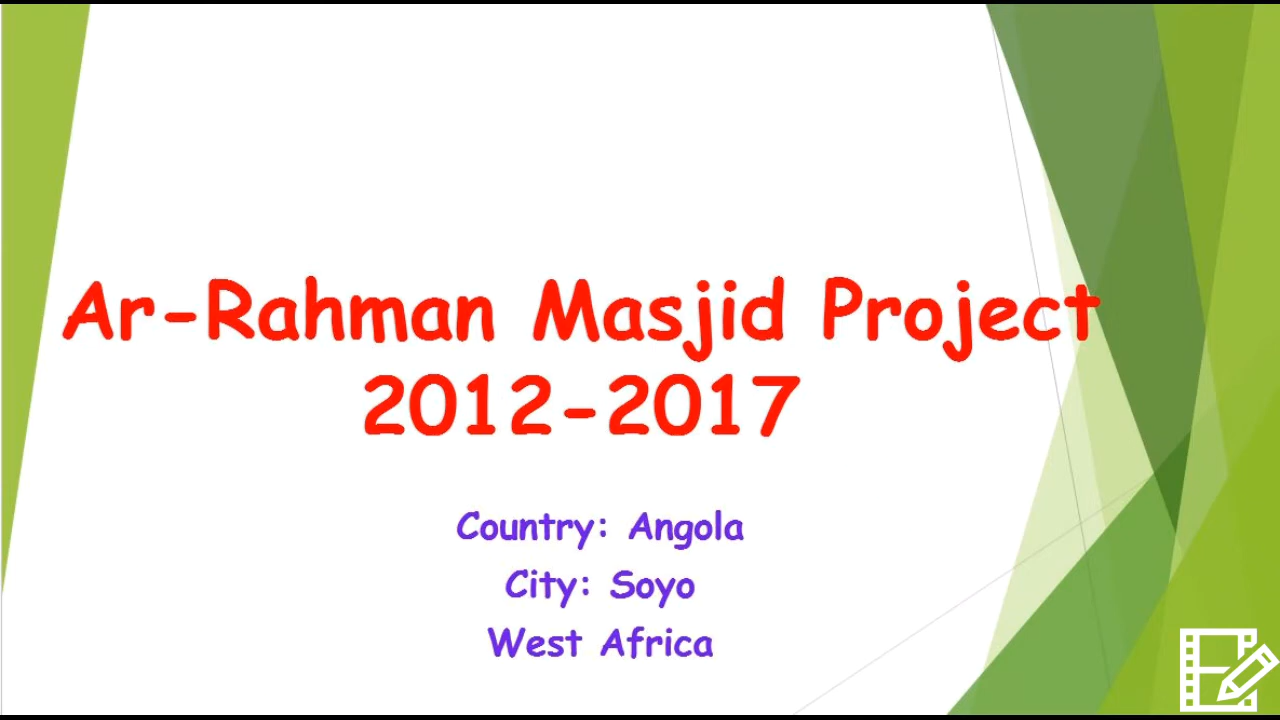 Ar-Rahman Masjid Project
2012-2017
Country: Angola
City: Soyo
West Africa